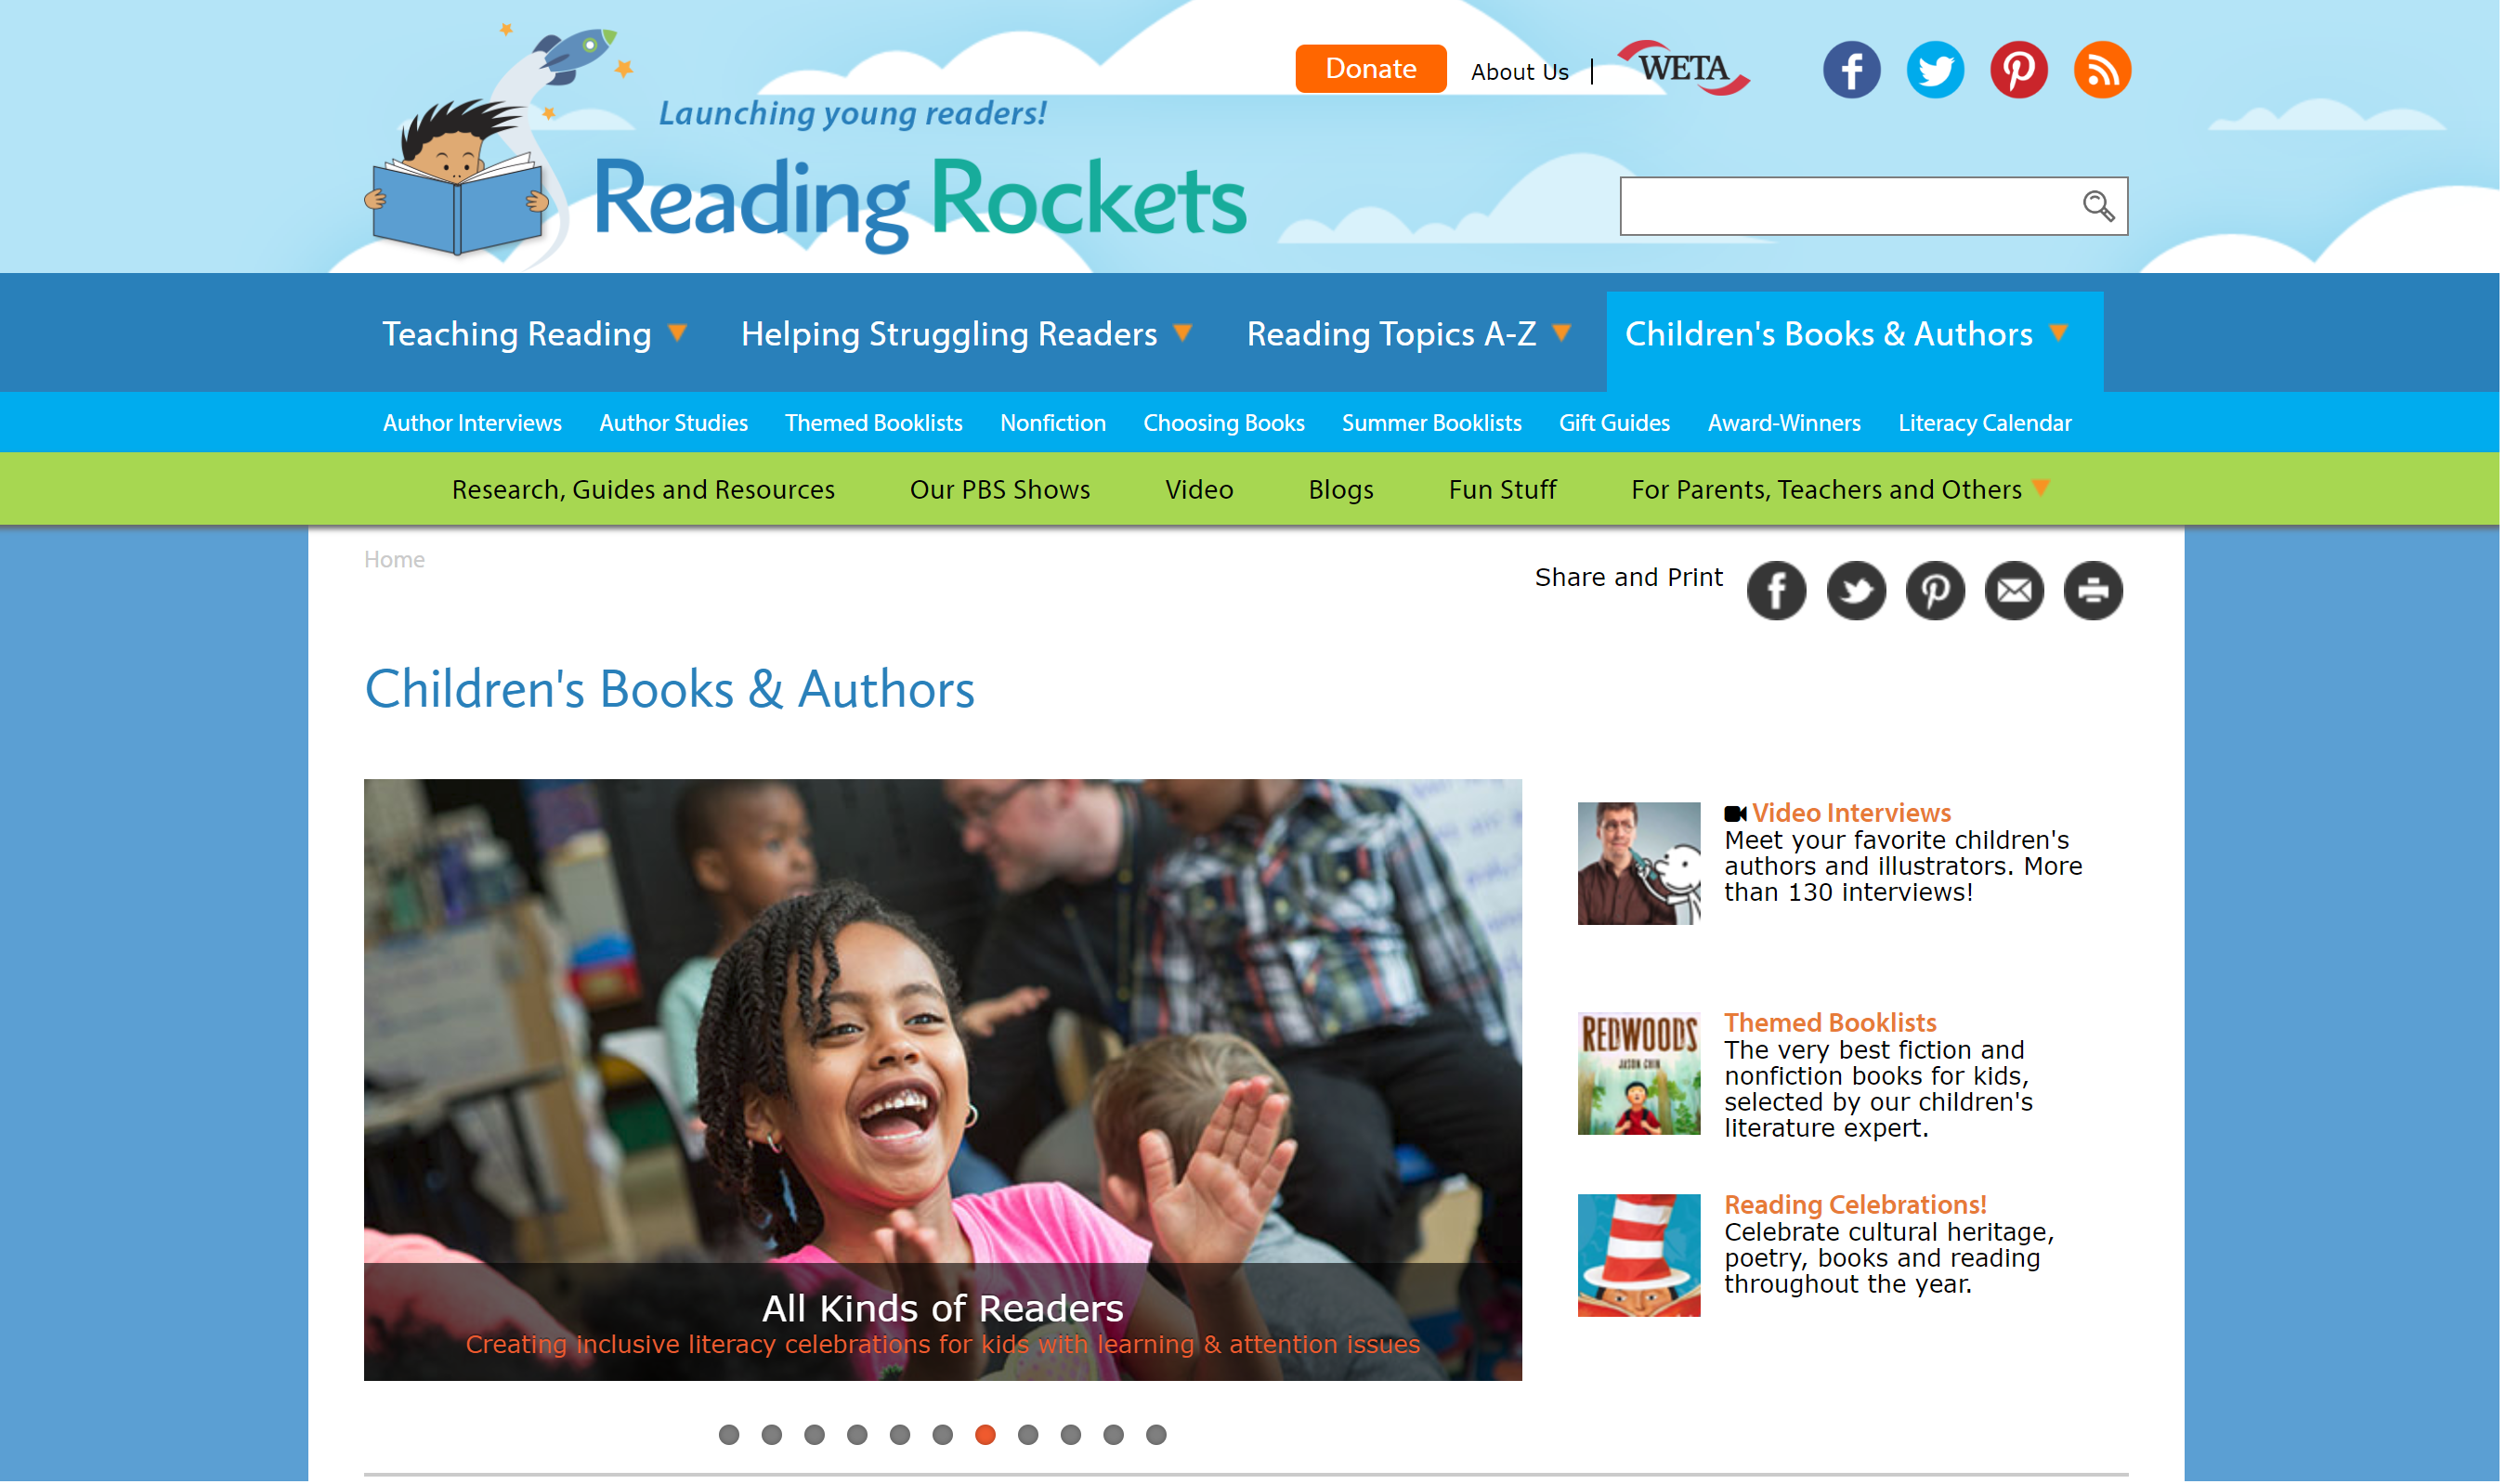 Donate
About Us |
WETA
Launching young readers!
Reading Rockets
Teaching Reading
Helping Struggling Readers
Reading Topics A-Z
Children's Books & Authors
Author Interviews
Author Studies
Themed Booklists
Nonfiction
Choosing Books
Summer Booklists
Gift Guides
Award-Winners
Literacy Calendar
Research, Guides and Resources
Our PBS Shows
Video
Blogs
Fun Stuff
For Parents, Teachers and Others
Home
Share and Print
Children's Books & Authors
All Kinds of Readers
Creating inclusive literacy celebrations for kids with learning & attention issues
Video Interviews
Meet your favorite children's
authors and illustrators. More
than 130 interviews!
REDWOODS
JASON CHIN
Themed Booklists
The very best fiction and
nonfiction books for kids,
selected by our children's
literature expert.
Reading Celebrations!
Celebrate cultural heritage,
poetry, books and reading
throughout the year.